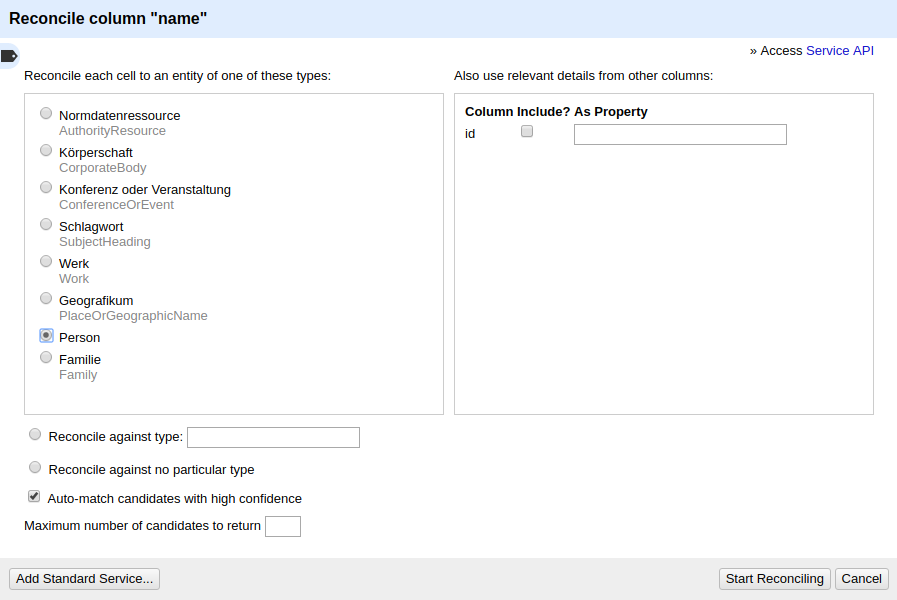 Reconcile column "name"
» Access Service API
Reconcile each cell to an entity of one of these types:
Normdatenressource
AuthorityResource
Körperschaft
CorporateBody
Konferenz oder Veranstaltung
ConferenceOrEvent
Schlagwort
SubjectHeading
Werk
Work
Geografikum
PlaceOrGeographicName
Person
Familie
Family
Also use relevant details from other columns:
Column Include? As Property
id
Reconcile against type:
Reconcile against no particular type
Auto-match candidates with high confidence
Maximum number of candidates to return
Add Standard Service...
Start Reconciling
Cancel